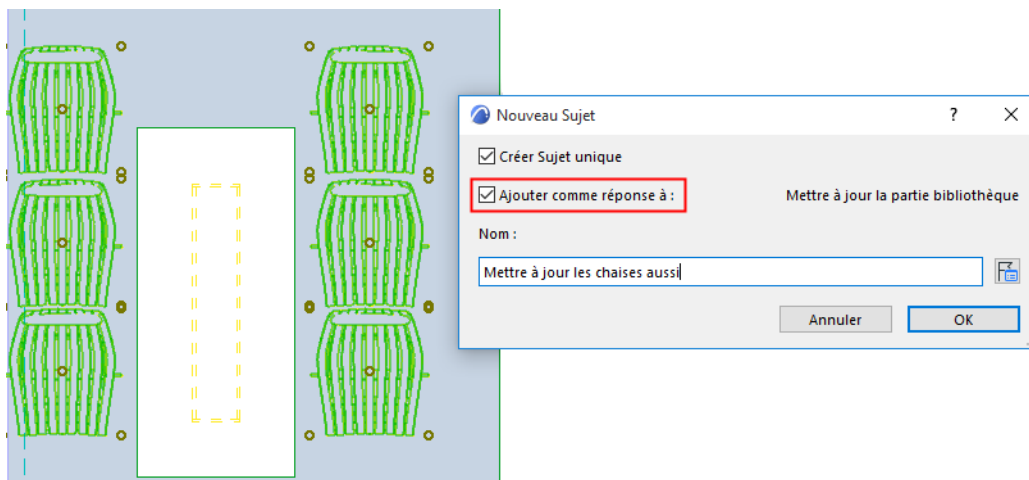 Nouveau Sujet
?
Créer Sujet unique
Ajouter comme réponse à :
Mettre à jour la partie bibliothèque
Nom :
Mettre à jour les chaises aussi
Annuler
OK